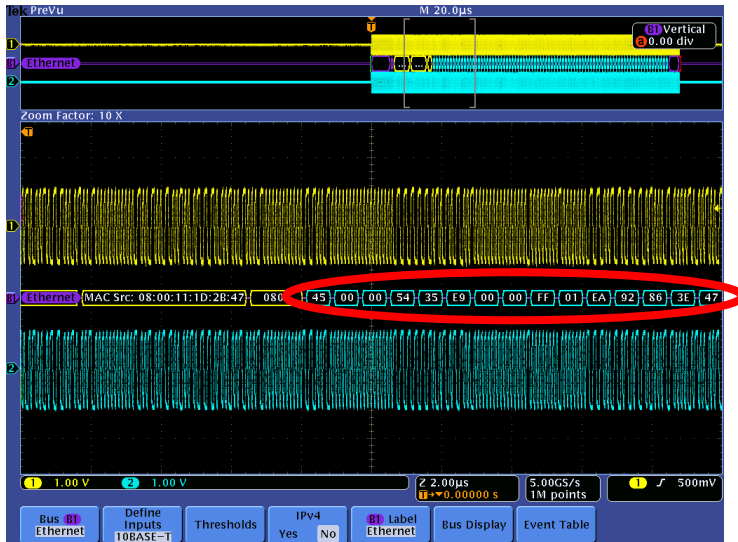 Tek PreVu M 20.0µs
T
B1 Vertical
a 0.00 div
1
B1 Ethernet ... ...
2
Zoom Factor: 10 X
T
1
B1 Ethernet MAC Src: 08:00:11:1D:2B:47 080 45 00 00 54 35 E9 00 00 FF 01 EA 92 86 3E 47
2
1 1.00 V 2 1.00 V Z 2.00µs 5.00GS/s 1 500mV
T→▼0.00000 s 1M points
Bus B1 Ethernet
Define Inputs 10BASE-T
Thresholds
IPv4 Yes No
B1 Label Ethernet
Bus Display
Event Table